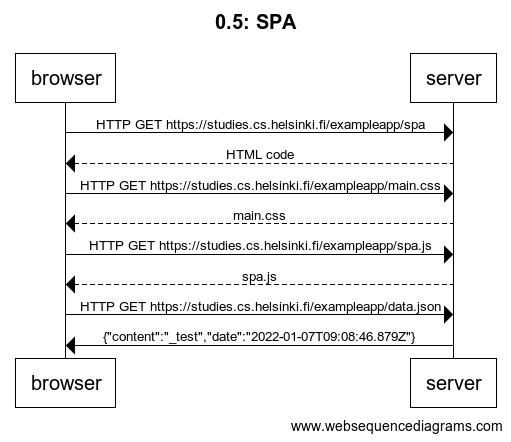 0.5: SPA
browser server
HTTP GET https://studies.cs.helsinki.fi/exampleapp/spa
HTML code
HTTP GET https://studies.cs.helsinki.fi/exampleapp/main.css
main.css
HTTP GET https://studies.cs.helsinki.fi/exampleapp/spa.js
spa.js
HTTP GET https://studies.cs.helsinki.fi/exampleapp/data.json
{"content":"_test","date":"2022-01-07T09:08:46.879Z"}
browser server
www.websequencediagrams.com